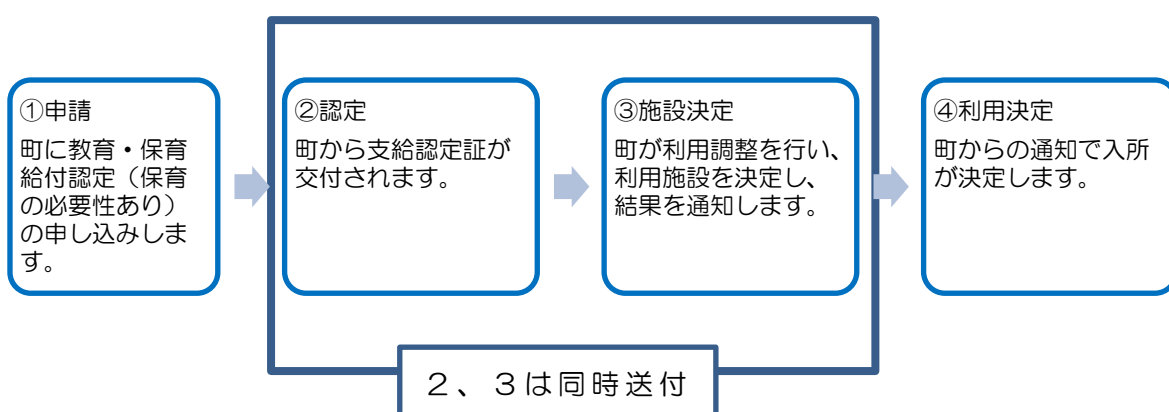 ①申請
町に教育・保育
給付認定（保育
の必要性あり）
の申し込みしま
す。
②認定
町から支給認定証が
交付されます。
③施設決定
町が利用調整を行い、
利用施設を決定し、
結果を通知します。
④利用決定
町からの通知で入所
が決定します。
２、３は同時送付